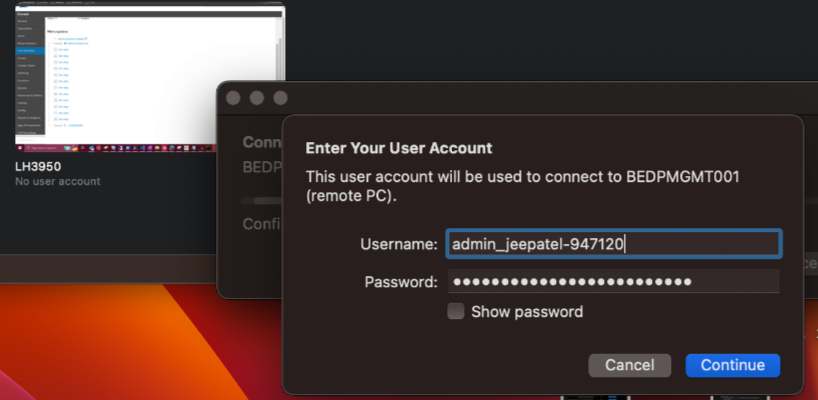 LH3950
No user account
Conn
BEDP
Confi
Enter Your User Account
This user account will be used to connect to BEDPMGMT001
(remote PC).
Username: admin_jeepatel-947120
Password: ●●●●●●●●●●●●●●●●●●●●●●●●●
Show password
Cancel
Continue